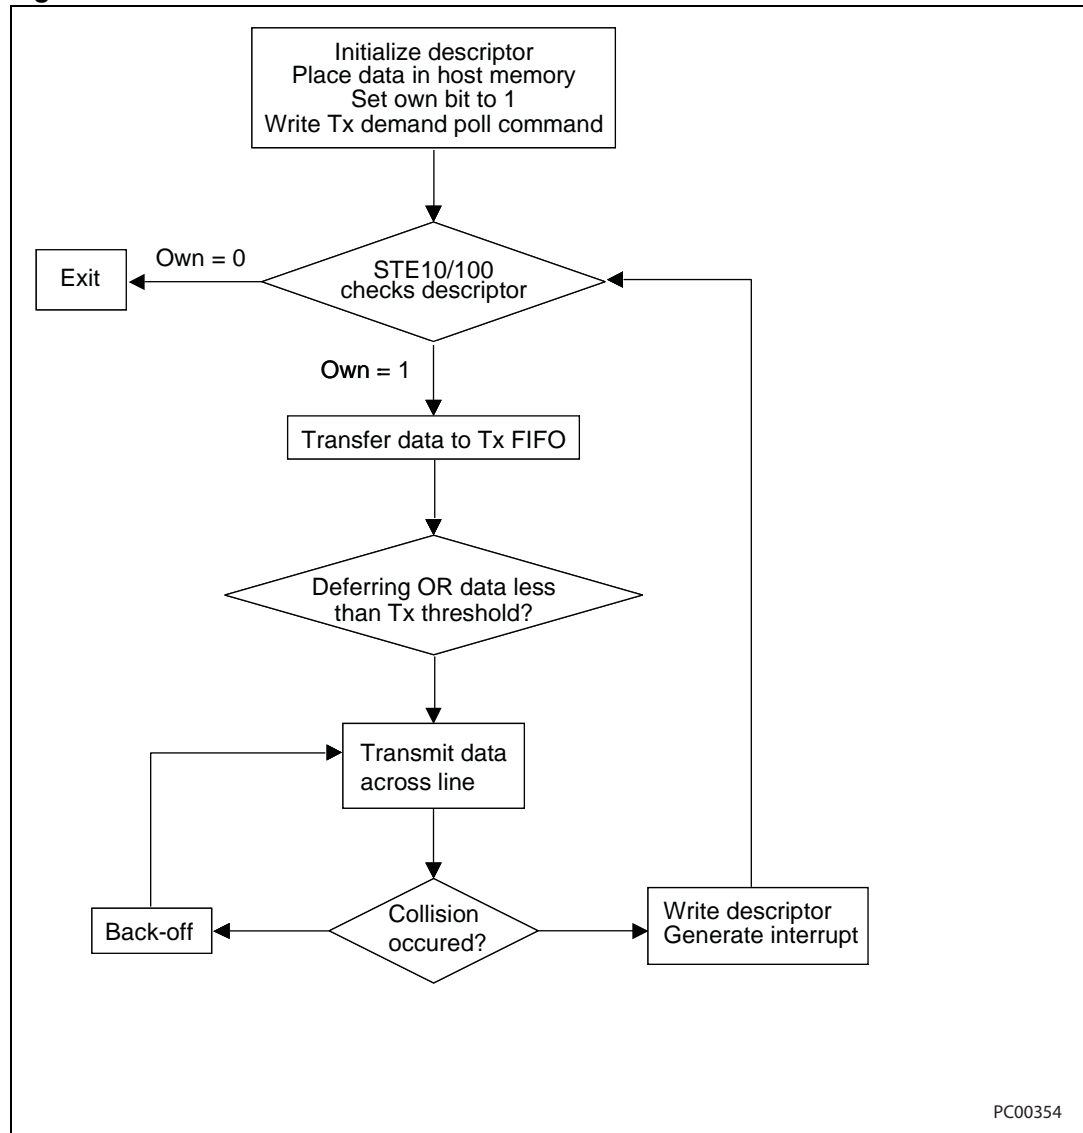 Initialize descriptor
Place data in host memory
Set own bit to 1
Write Tx demand poll command
Own = 0
Exit
STE10/100
checks descriptor
Own = 1
Transfer data to Tx FIFO
Deferring OR data less
than Tx threshold?
Transmit data
across line
Back-off
Collision
occured?
Write descriptor
Generate interrupt
PC00354